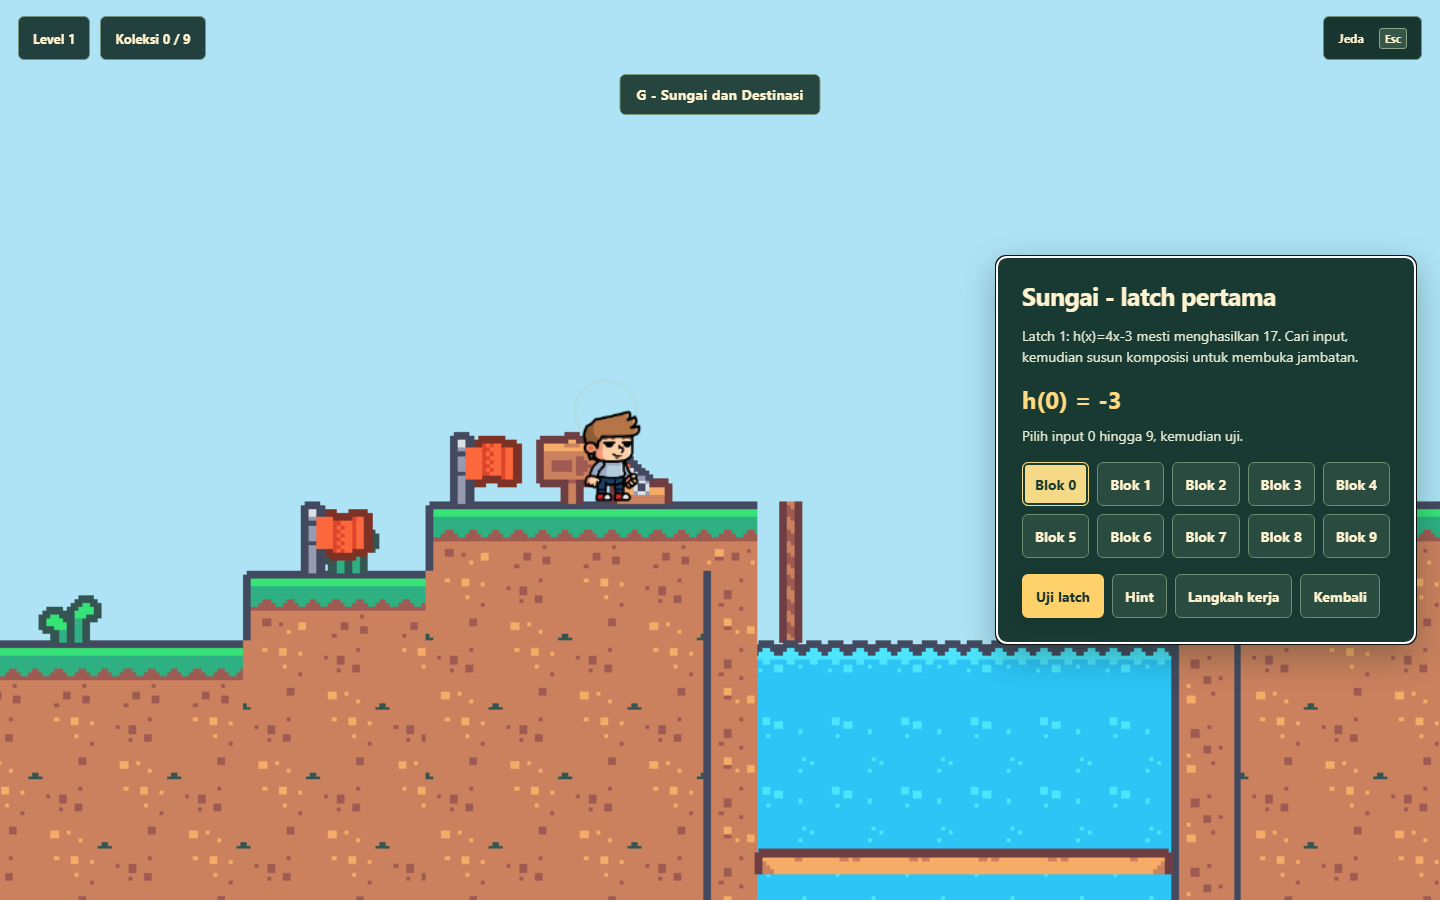 Level 1
Koleksi 0 / 9
Jeda Esc
G - Sungai dan Destinasi
Sungai - latch pertama
Latch 1: h(x)=4x-3 mesti menghasilkan 17. Cari input,
kemudian susun komposisi untuk membuka jambatan.
h(0) = -3
Pilih input 0 hingga 9, kemudian uji.
Blok 0 Blok 1 Blok 2 Blok 3 Blok 4
Blok 5 Blok 6 Blok 7 Blok 8 Blok 9
Uji latch Hint Langkah kerja Kembali